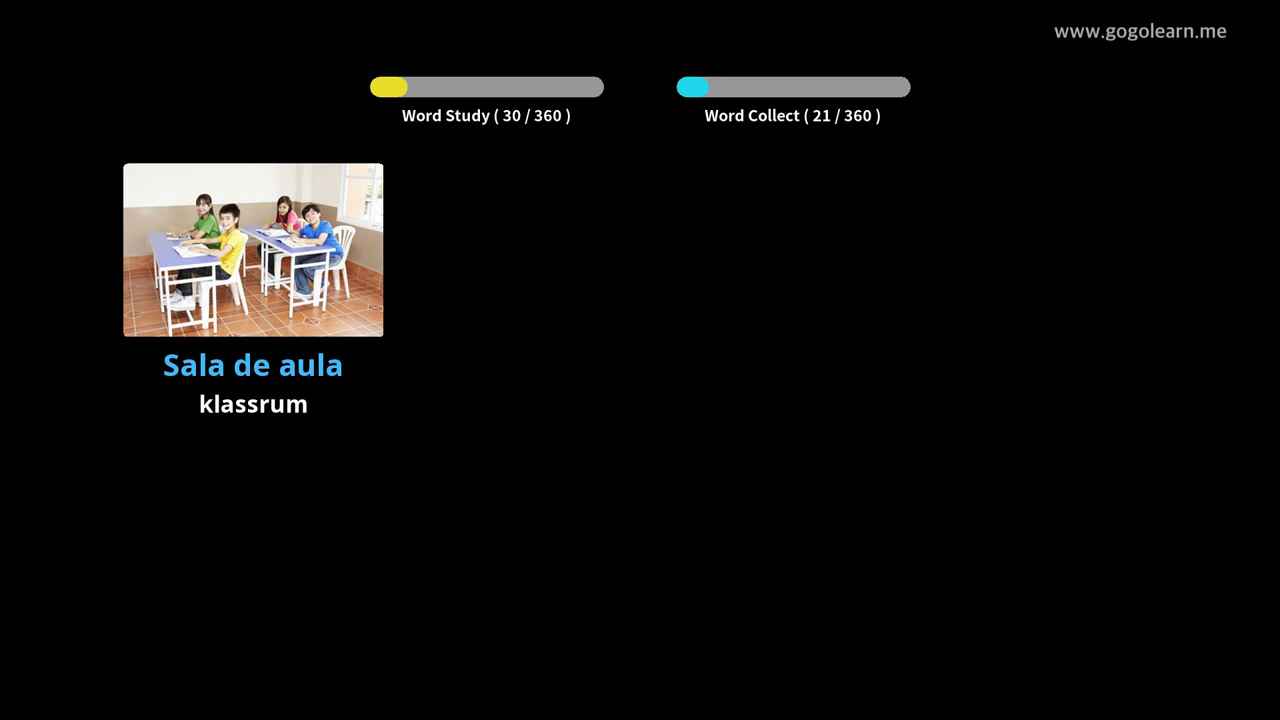 www.gogolearn.me
Word Study ( 30 / 360 )
Word Collect ( 21 / 360 )
Sala de aula
klassrum